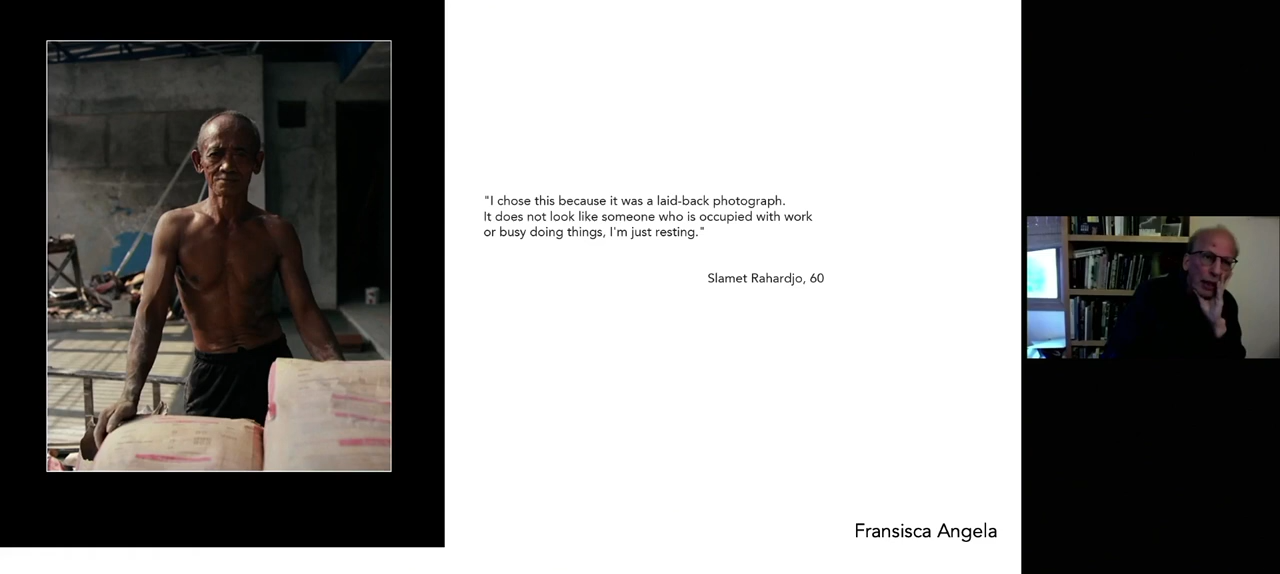 "I chose this because it was a laid-back photograph.
It does not look like someone who is occupied with work
or busy doing things, I'm just resting."
Slamet Rahardjo, 60
Fransisca Angela